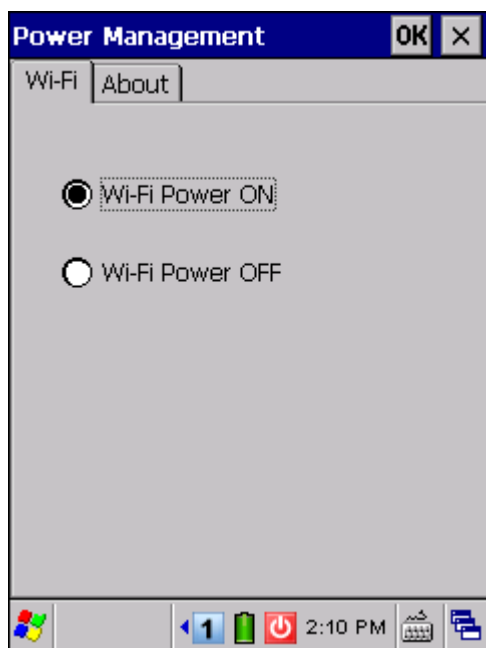 Power Management OK ×
Wi-Fi About
Wi-Fi Power ON
Wi-Fi Power OFF
1 2:10 PM